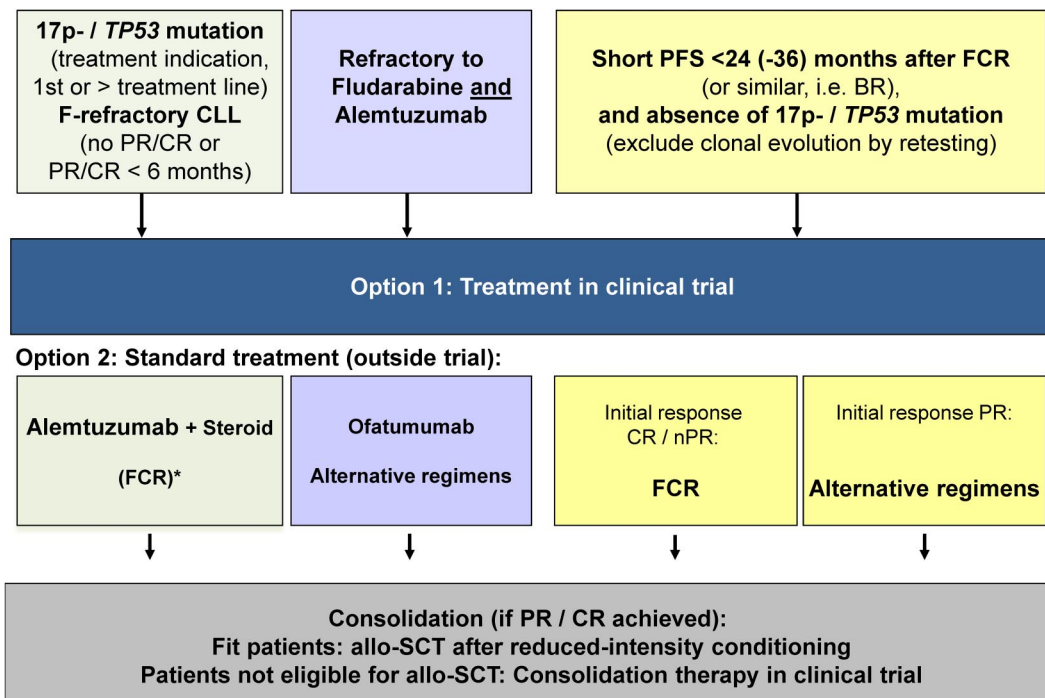 17p- / TP53 mutation
(treatment indication,
1st or > treatment line)
F-refractory CLL
(no PR/CR or
PR/CR < 6 months)
Refractory to
Fludarabine and
Alemtuzumab
Short PFS <24 (-36) months after FCR
(or similar, i.e. BR),
and absence of 17p- / TP53 mutation
(exclude clonal evolution by retesting)
Option 1: Treatment in clinical trial
Option 2: Standard treatment (outside trial):
Alemtuzumab + Steroid
(FCR)*
Ofatumumab
Alternative regimens
Initial response
CR / nPR:
FCR
Initial response PR:
Alternative regimens
Consolidation (if PR / CR achieved):
Fit patients: allo-SCT after reduced-intensity conditioning
Patients not eligible for allo-SCT: Consolidation therapy in clinical trial